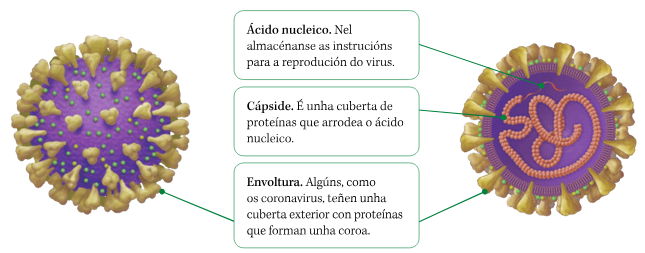 Ácido nucleico. Nel
almacénanse as instrucións
para a reprodución do virus.
Cápside. É unha cuberta de
proteínas que arrodea o ácido
nucleico.
Envoltura. Algúns, como
os coronavirus, teñen unha
cuberta exterior con proteínas
que forman unha coroa.